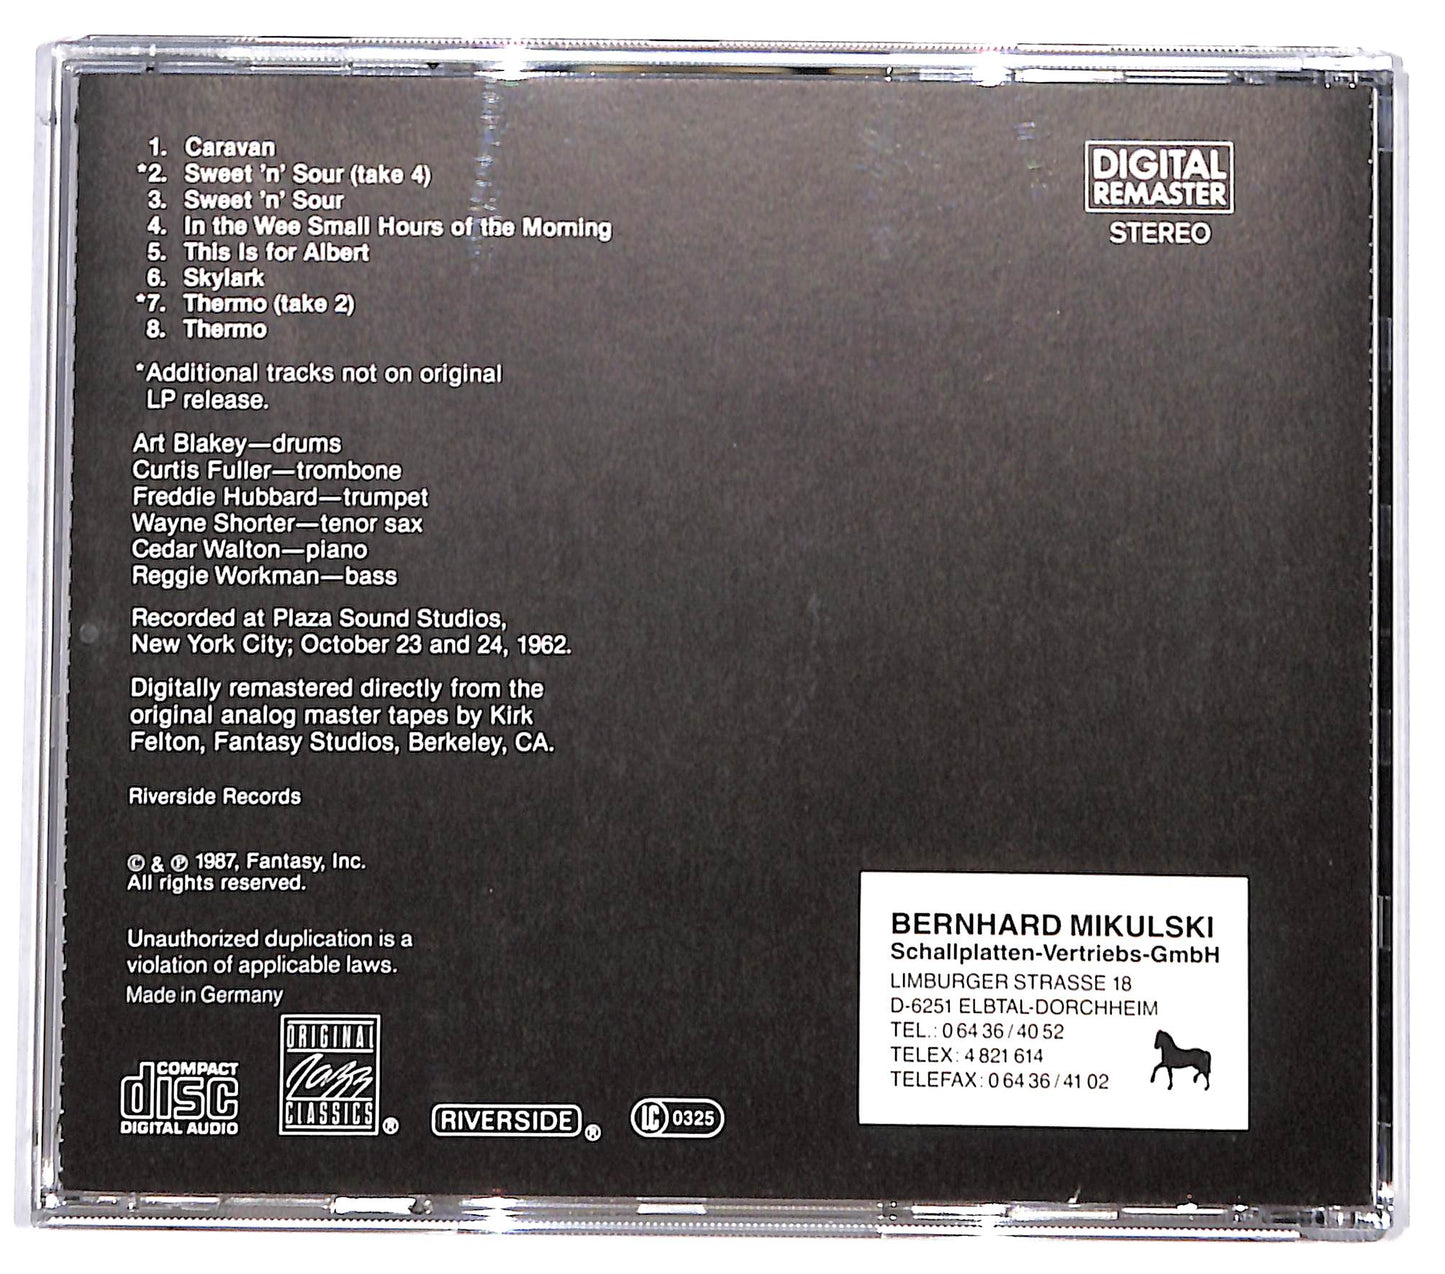 1. Caravan
*2. Sweet 'n' Sour (take 4)
3. Sweet 'n' Sour
4. In the Wee Small Hours of the Morning
5. This Is for Albert
6. Skylark
*7. Thermo (take 2)
8. Thermo
*Additional tracks not on original
LP release.
Art Blakey—drums
Curtis Fuller—trombone
Freddie Hubbard—trumpet
Wayne Shorter—tenor sax
Cedar Walton—piano
Reggie Workman—bass
Recorded at Plaza Sound Studios,
New York City; October 23 and 24, 1962.
Digitally remastered directly from the
original analog master tapes by Kirk
Felton, Fantasy Studios, Berkeley, CA.
Riverside Records
© & ℗ 1987, Fantasy, Inc.
All rights reserved.
Unauthorized duplication is a
violation of applicable laws.
Made in Germany
COMPACT
disc
DIGITAL AUDIO
ORIGINAL
Jazz
CLASSICS ®
RIVERSIDE ®
LC 0325
DIGITAL
REMASTER
STEREO
BERNHARD MIKULSKI
Schallplatten-Vertriebs-GmbH
LIMBURGER STRASSE 18
D-6251 ELBTAL-DORCHHEIM
TEL.: 0 64 36 / 40 52
TELEX: 4 821 614
TELEFAX: 0 64 36 / 41 02